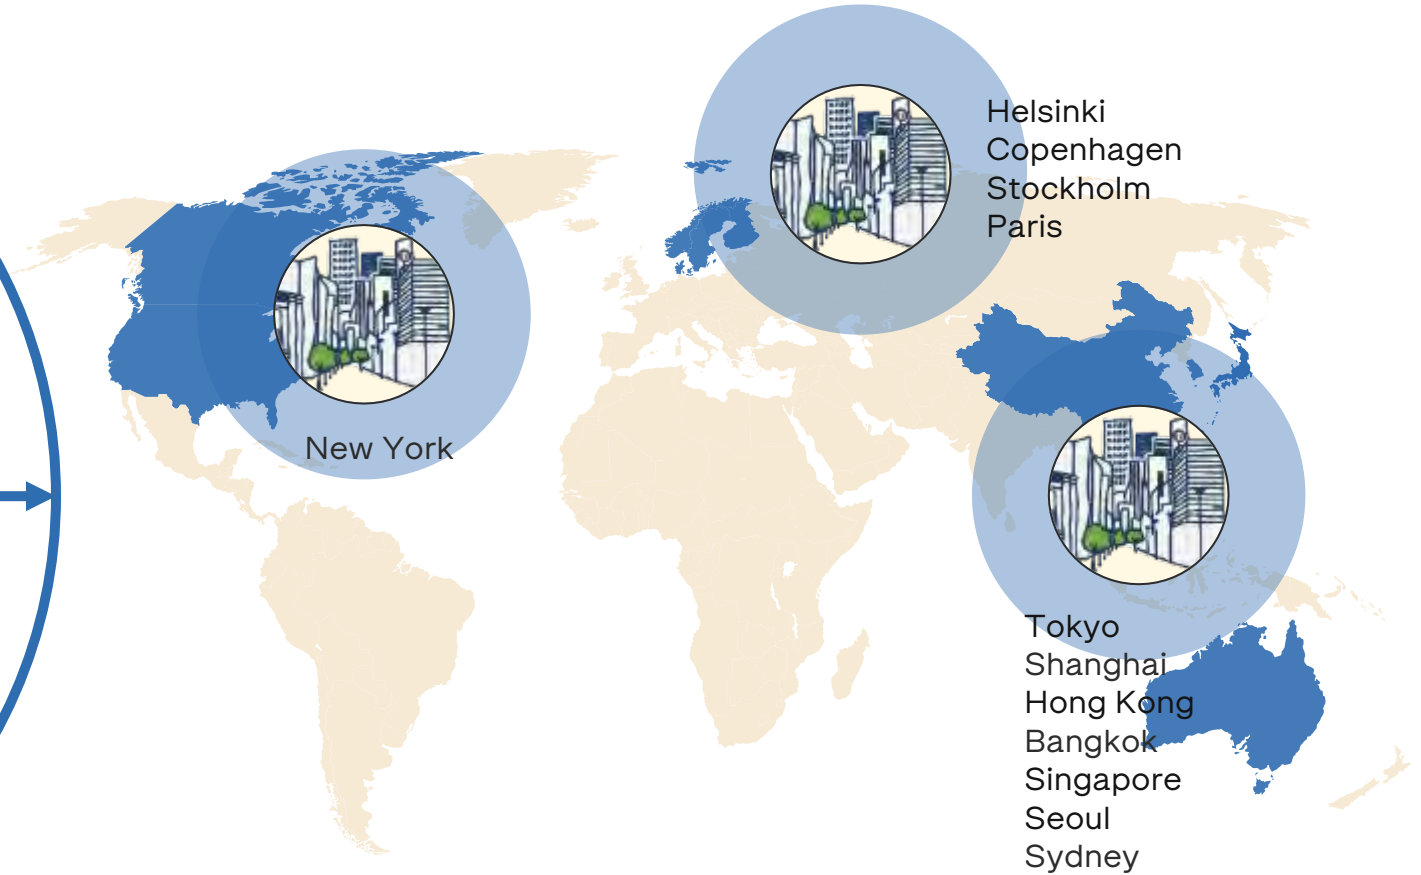 Helsinki
Copenhagen
Stockholm
Paris
New York
Tokyo
Shanghai
Hong Kong
Bangkok
Singapore
Seoul
Sydney